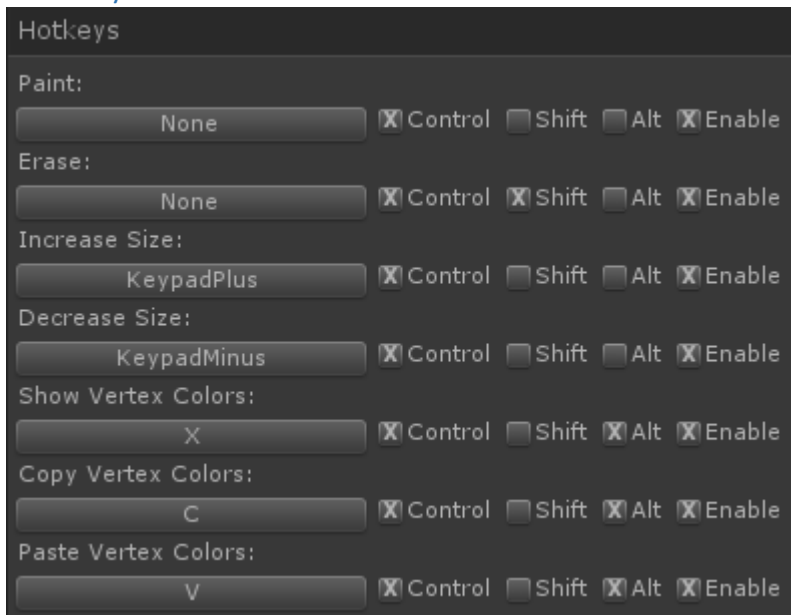 Hotkeys
Paint:
None X Control Shift Alt X Enable
Erase:
None X Control X Shift Alt X Enable
Increase Size:
KeypadPlus X Control Shift Alt X Enable
Decrease Size:
KeypadMinus X Control Shift Alt X Enable
Show Vertex Colors:
X X Control Shift X Alt X Enable
Copy Vertex Colors:
C X Control Shift X Alt X Enable
Paste Vertex Colors:
V X Control Shift X Alt X Enable